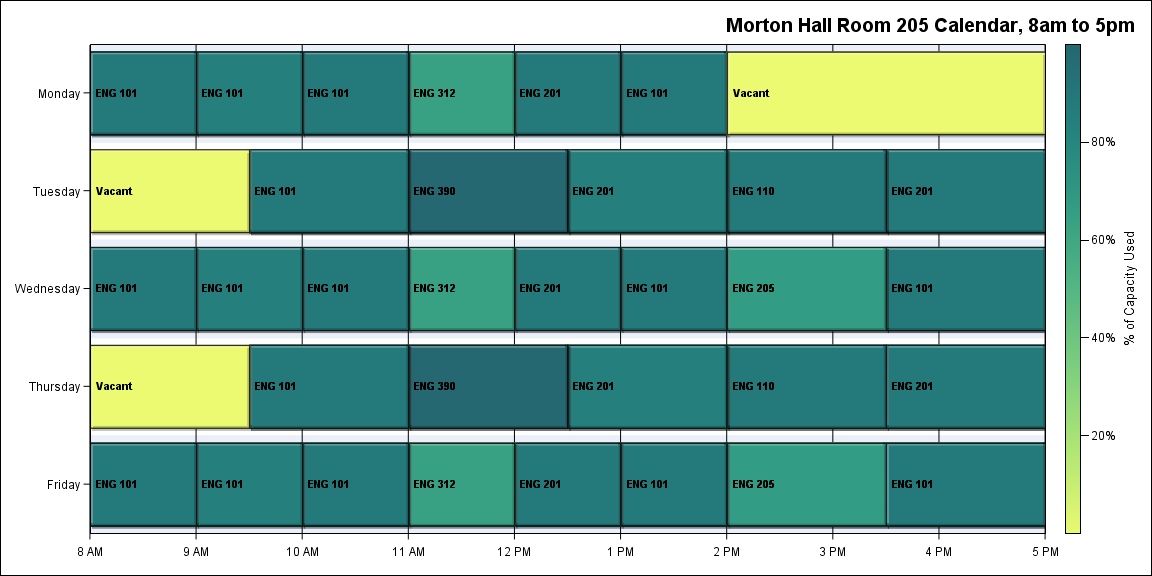 Morton Hall Room 205 Calendar, 8am to 5pm
Monday
ENG 101
ENG 101
ENG 101
ENG 312
ENG 201
ENG 101
Vacant
Tuesday
Vacant
ENG 101
ENG 390
ENG 201
ENG 110
ENG 201
Wednesday
ENG 101
ENG 101
ENG 101
ENG 312
ENG 201
ENG 101
ENG 205
ENG 101
Thursday
Vacant
ENG 101
ENG 390
ENG 201
ENG 110
ENG 201
Friday
ENG 101
ENG 101
ENG 101
ENG 312
ENG 201
ENG 101
ENG 205
ENG 101
8 AM
9 AM
10 AM
11 AM
12 PM
1 PM
2 PM
3 PM
4 PM
5 PM
80%
60%
40%
20%
% of Capacity Used